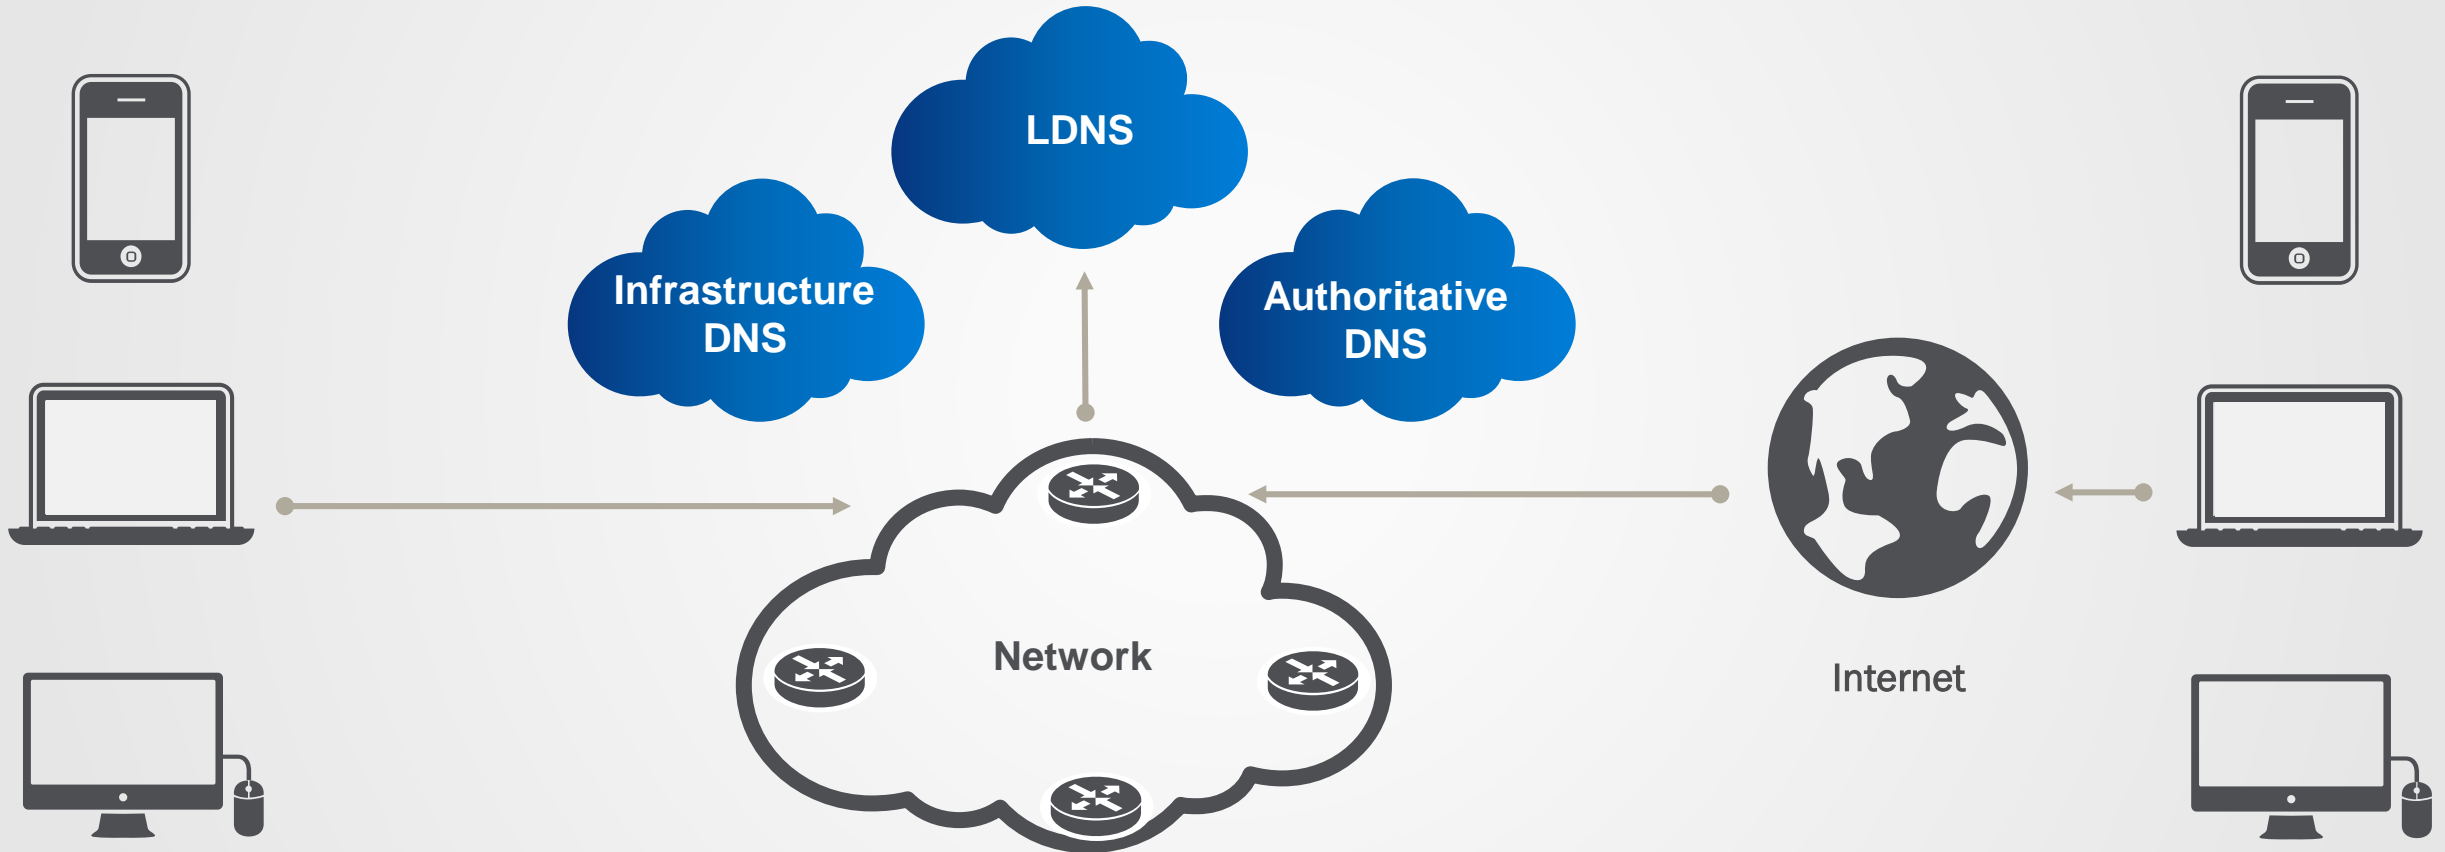 LDNS
Infrastructure
DNS
Authoritative
DNS
Network
Internet